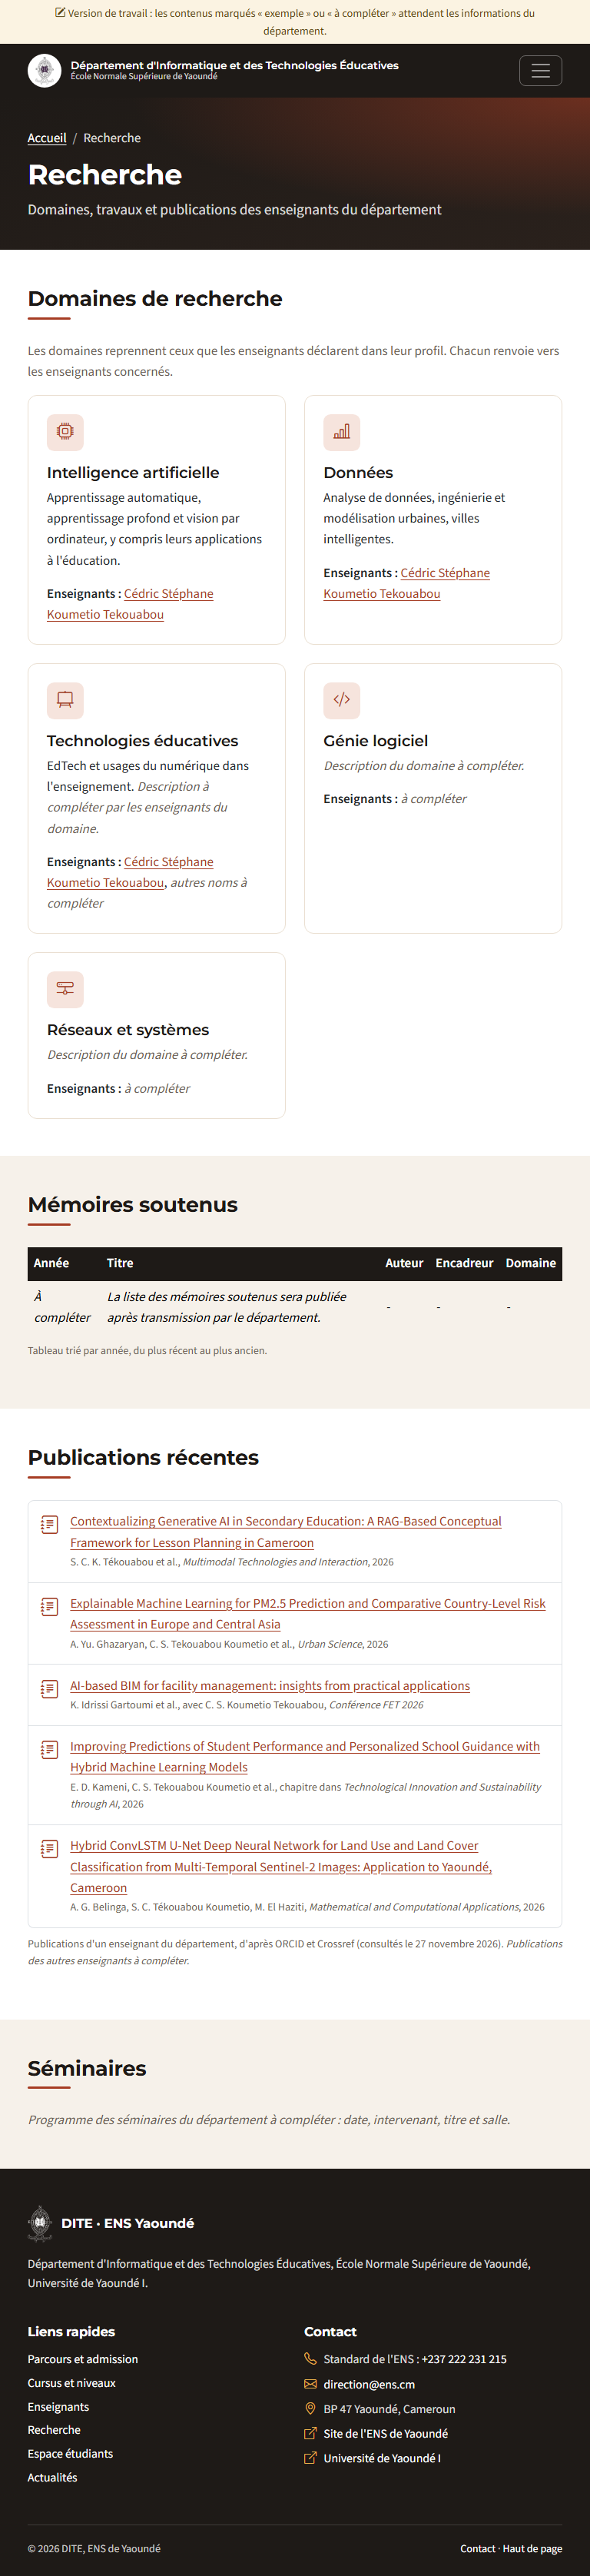 Version de travail : les contenus marqués « exemple » ou « à compléter » attendent les informations du
département.
Département d'Informatique et des Technologies Éducatives
École Normale Supérieure de Yaoundé
Accueil / Recherche
Recherche
Domaines, travaux et publications des enseignants du département
Domaines de recherche
Les domaines reprennent ceux que les enseignants déclarent dans leur profil. Chacun renvoie vers
les enseignants concernés.
Intelligence artificielle
Apprentissage automatique,
apprentissage profond et vision par
ordinateur, y compris leurs applications
à l'éducation.
Enseignants : Cédric Stéphane
Koumetio Tekouabou
Données
Analyse de données, ingénierie et
modélisation urbaines, villes
intelligentes.
Enseignants : Cédric Stéphane
Koumetio Tekouabou
Technologies éducatives
EdTech et usages du numérique dans
l'enseignement. Description à
compléter par les enseignants du
domaine.
Enseignants : Cédric Stéphane
Koumetio Tekouabou, autres noms à
compléter
Génie logiciel
Description du domaine à compléter.
Enseignants : à compléter
Réseaux et systèmes
Description du domaine à compléter.
Enseignants : à compléter
Mémoires soutenus
Année Titre Auteur Encadreur Domaine
À
compléter
La liste des mémoires soutenus sera publiée
après transmission par le département.
- - -
Tableau trié par année, du plus récent au plus ancien.
Publications récentes
Contextualizing Generative AI in Secondary Education: A RAG-Based Conceptual
Framework for Lesson Planning in Cameroon
S. C. K. Tékouabou et al., Multimodal Technologies and Interaction, 2026
Explainable Machine Learning for PM2.5 Prediction and Comparative Country-Level Risk
Assessment in Europe and Central Asia
A. Yu. Ghazaryan, C. S. Tekouabou Koumetio et al., Urban Science, 2026
AI-based BIM for facility management: insights from practical applications
K. Idrissi Gartoumi et al., avec C. S. Koumetio Tekouabou, Conférence FET 2026
Improving Predictions of Student Performance and Personalized School Guidance with
Hybrid Machine Learning Models
E. D. Kameni, C. S. Tekouabou Koumetio et al., chapitre dans Technological Innovation and Sustainability
through AI, 2026
Hybrid ConvLSTM U-Net Deep Neural Network for Land Use and Land Cover
Classification from Multi-Temporal Sentinel-2 Images: Application to Yaoundé,
Cameroon
A. G. Belinga, S. C. Tékouabou Koumetio, M. El Haziti, Mathematical and Computational Applications, 2026
Publications d'un enseignant du département, d'après ORCID et Crossref (consultés le 27 novembre 2026). Publications
des autres enseignants à compléter.
Séminaires
Programme des séminaires du département à compléter : date, intervenant, titre et salle.
DITE · ENS Yaoundé
Département d'Informatique et des Technologies Éducatives, École Normale Supérieure de Yaoundé,
Université de Yaoundé I.
Liens rapides
Parcours et admission
Cursus et niveaux
Enseignants
Recherche
Espace étudiants
Actualités
Contact
Standard de l'ENS : +237 222 231 215
direction@ens.cm
BP 47 Yaoundé, Cameroun
Site de l'ENS de Yaoundé
Université de Yaoundé I
© 2026 DITE, ENS de Yaoundé
Contact · Haut de page